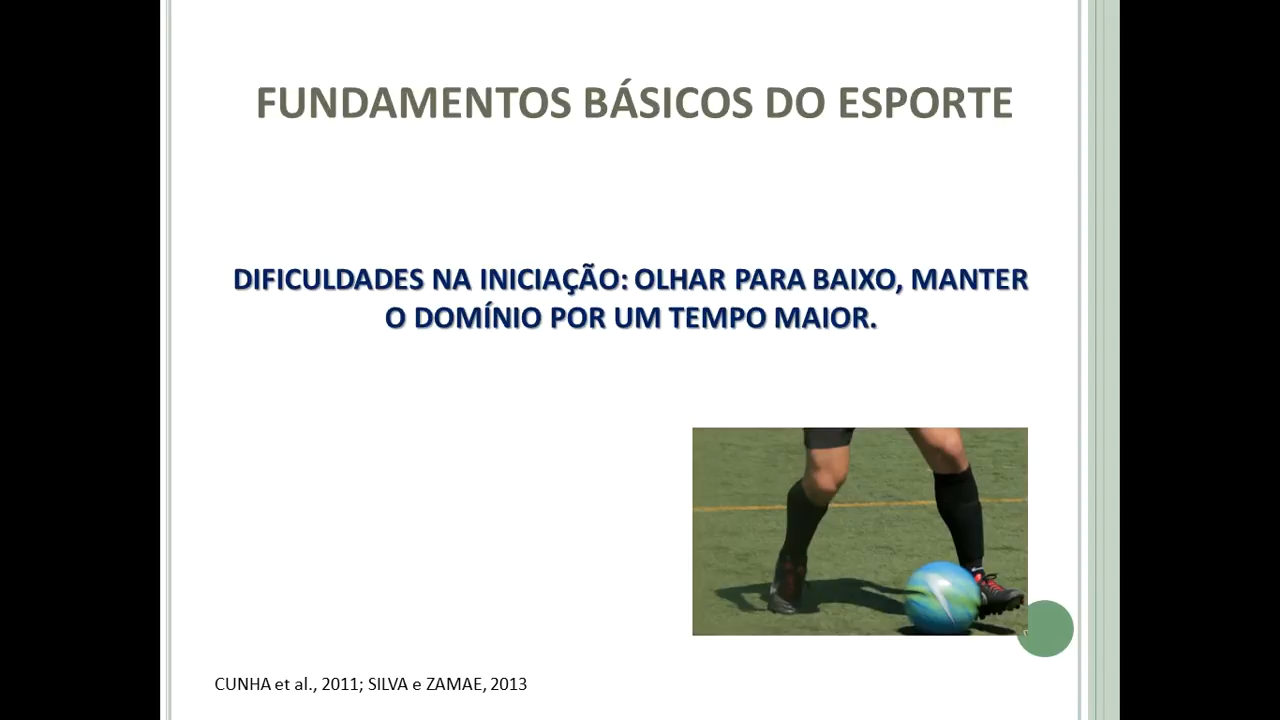 FUNDAMENTOS BÁSICOS DO ESPORTE
DIFICULDADES NA INICIAÇÃO: OLHAR PARA BAIXO, MANTER
O DOMÍNIO POR UM TEMPO MAIOR.
CUNHA et al., 2011; SILVA e ZAMAE, 2013